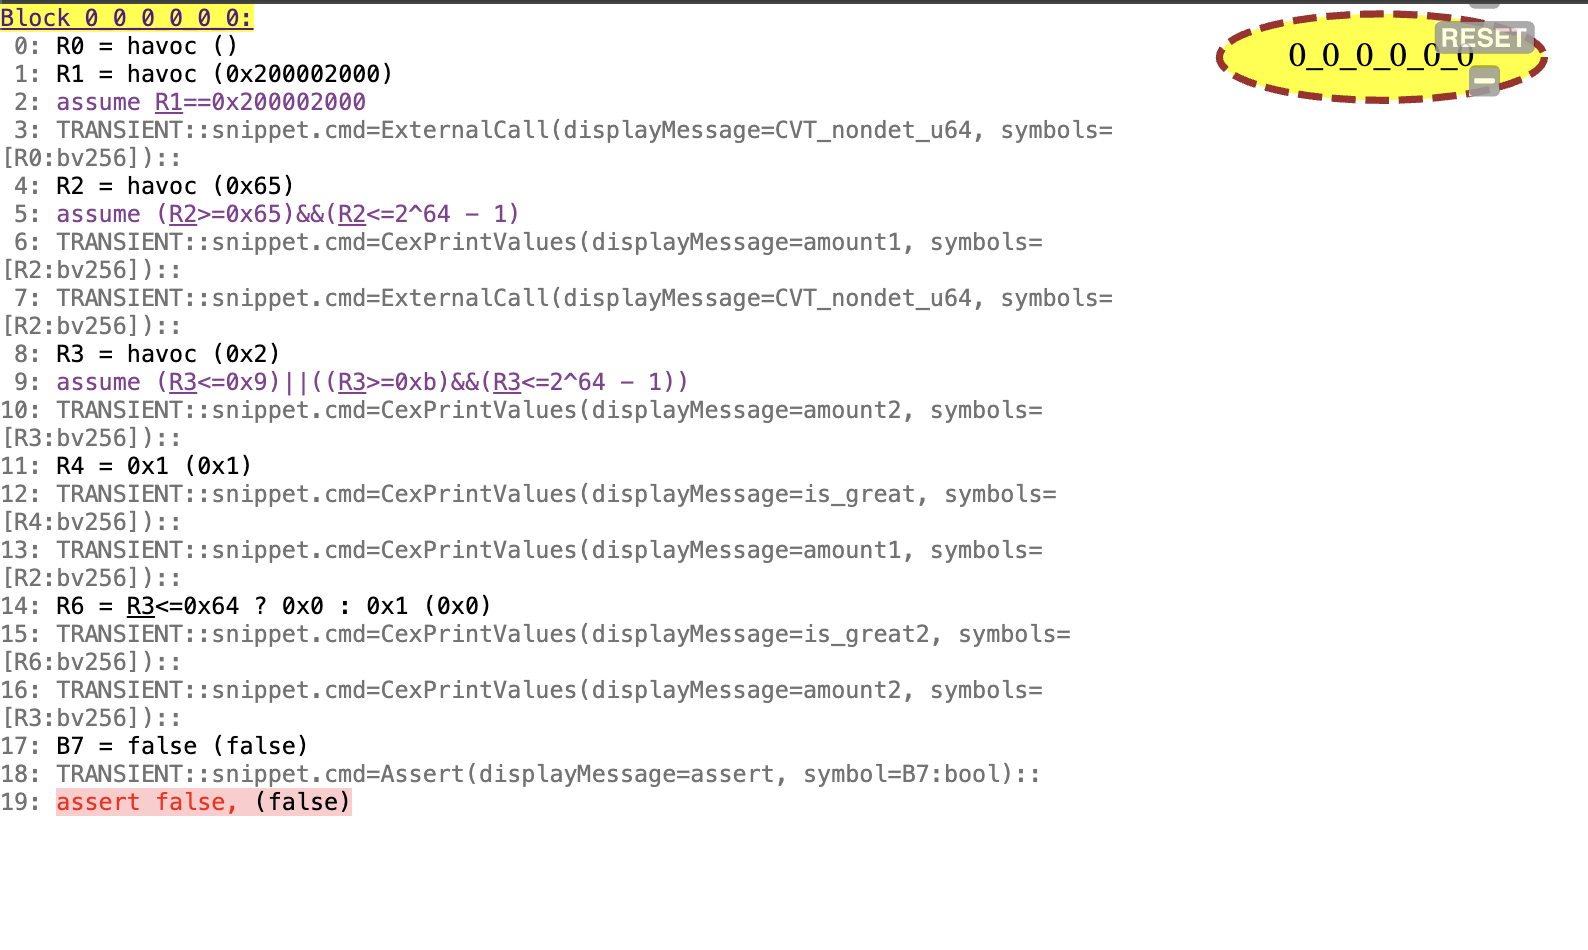 Block 0 0 0 0 0 0:
0: R0 = havoc ()
1: R1 = havoc (0x200002000)
2: assume R1==0x200002000
3: TRANSIENT::snippet.cmd=ExternalCall(displayMessage=CVT_nondet_u64, symbols=
[R0:bv256])::
4: R2 = havoc (0x65)
5: assume (R2>=0x65)&&(R2<=2^64 - 1)
6: TRANSIENT::snippet.cmd=CexPrintValues(displayMessage=amount1, symbols=
[R2:bv256])::
7: TRANSIENT::snippet.cmd=ExternalCall(displayMessage=CVT_nondet_u64, symbols=
[R2:bv256])::
8: R3 = havoc (0x2)
9: assume (R3<=0x9)||((R3>=0xb)&&(R3<=2^64 - 1))
10: TRANSIENT::snippet.cmd=CexPrintValues(displayMessage=amount2, symbols=
[R3:bv256])::
11: R4 = 0x1 (0x1)
12: TRANSIENT::snippet.cmd=CexPrintValues(displayMessage=is_great, symbols=
[R4:bv256])::
13: TRANSIENT::snippet.cmd=CexPrintValues(displayMessage=amount1, symbols=
[R2:bv256])::
14: R6 = R3<=0x64 ? 0x0 : 0x1 (0x0)
15: TRANSIENT::snippet.cmd=CexPrintValues(displayMessage=is_great2, symbols=
[R6:bv256])::
16: TRANSIENT::snippet.cmd=CexPrintValues(displayMessage=amount2, symbols=
[R3:bv256])::
17: B7 = false (false)
18: TRANSIENT::snippet.cmd=Assert(displayMessage=assert, symbol=B7:bool)::
19: assert false, (false)
RESET
0_0_0_0_0_0